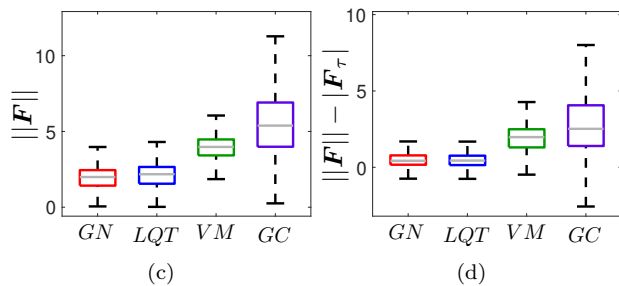 10
5
0
||F||
GN LQT VM GC
(c)
10
5
0
||F|| − |F_τ|
GN LQT VM GC
(d)